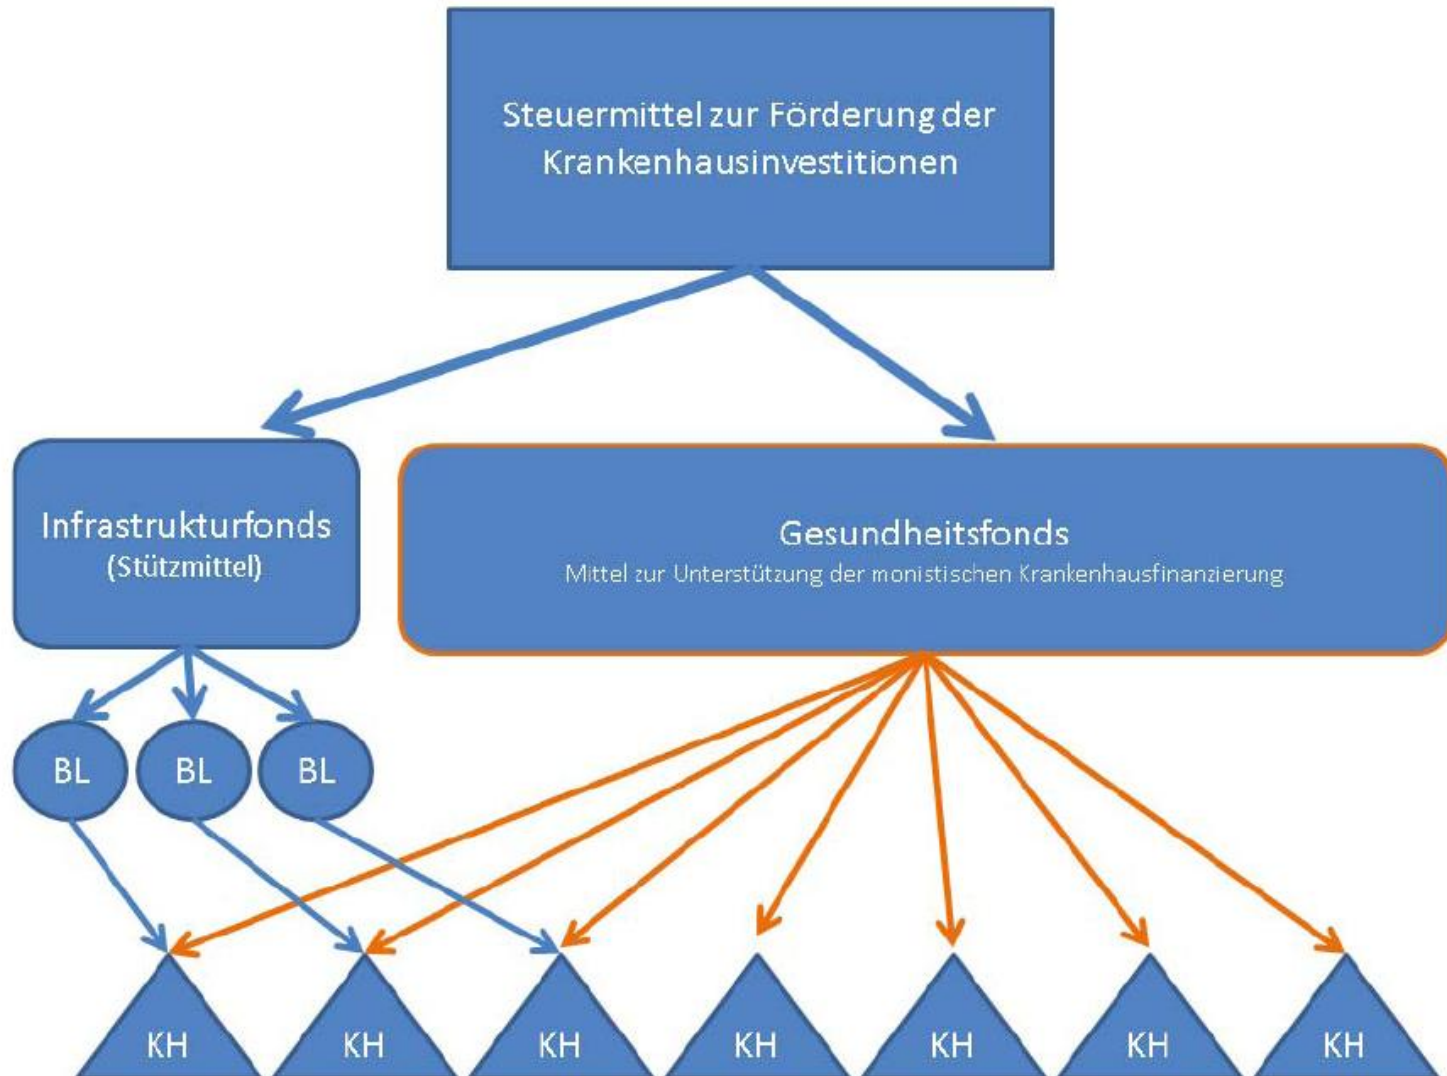 Steuermittel zur Förderung der
Krankenhausinvestitionen
Infrastrukturfonds
(Stützmittel)
Gesundheitsfonds
Mittel zur Unterstützung der monistischen Krankenhausfinanzierung
BL BL BL
KH KH KH KH KH KH KH